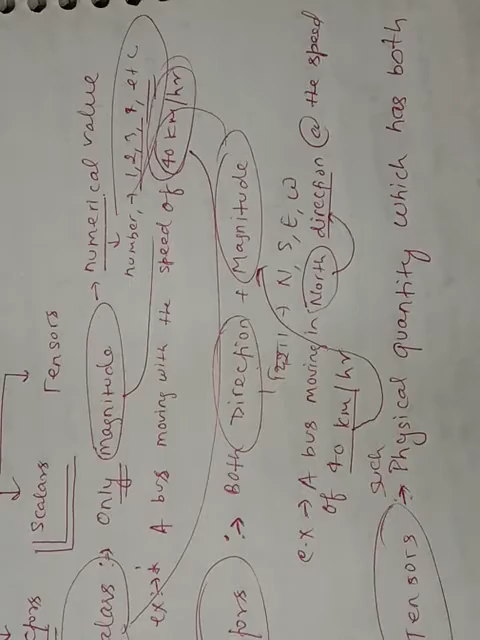 Scalars Tensors
Only Magnitude → numerical value
number, → 1, 2, 3, 4, etc
ex:→* A bus moving with the speed of 40 km/hr
:→ Both Direction + Magnitude
दिशा → N, S, E, W
e.x → A bus moving in North direction @ the speed
of 40 km/hr
such
Tensors :→ Physical quantity which has both